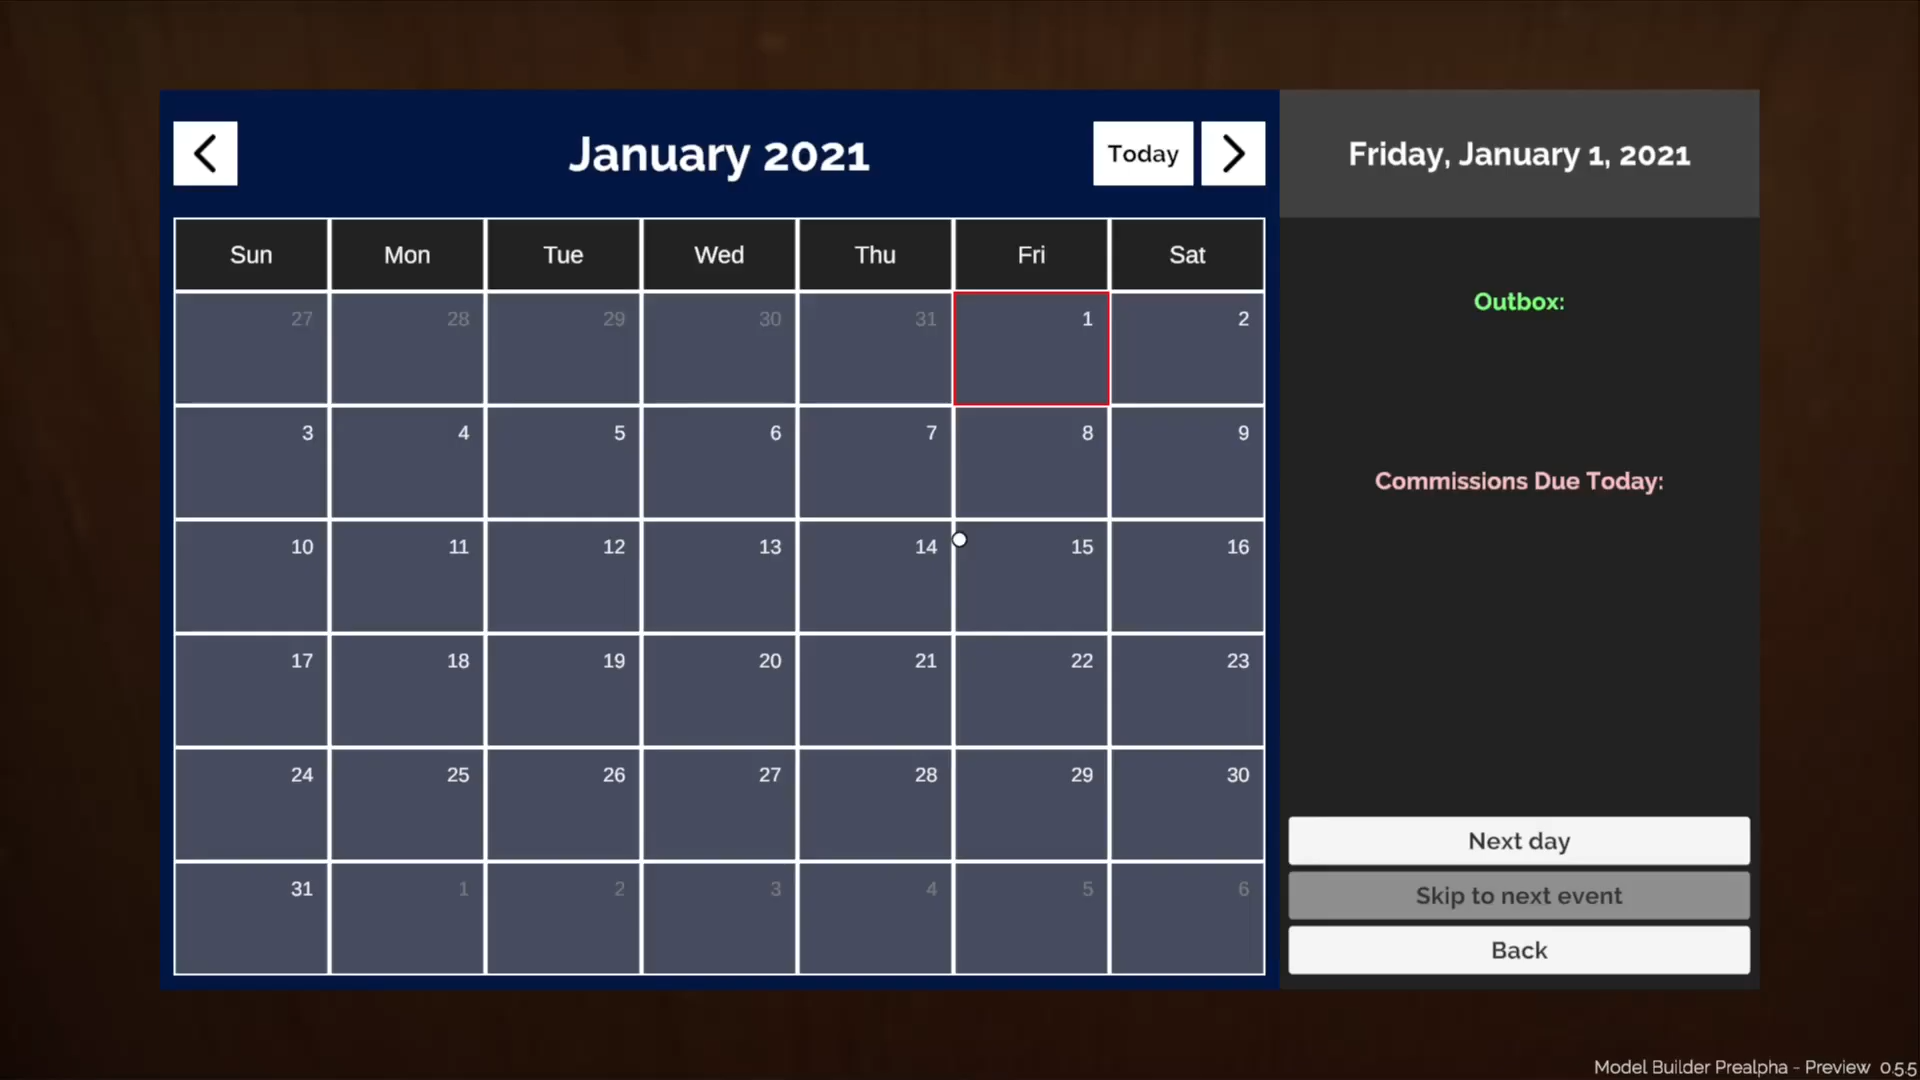 January 2021
Today
Friday, January 1, 2021
Sun Mon Tue Wed Thu Fri Sat
27 28 29 30 31 1 2
3 4 5 6 7 8 9
10 11 12 13 14 15 16
17 18 19 20 21 22 23
24 25 26 27 28 29 30
31 1 2 3 4 5 6
Outbox:
Commissions Due Today:
Next day
Skip to next event
Back
Model Builder Prealpha - Preview 0.5.5